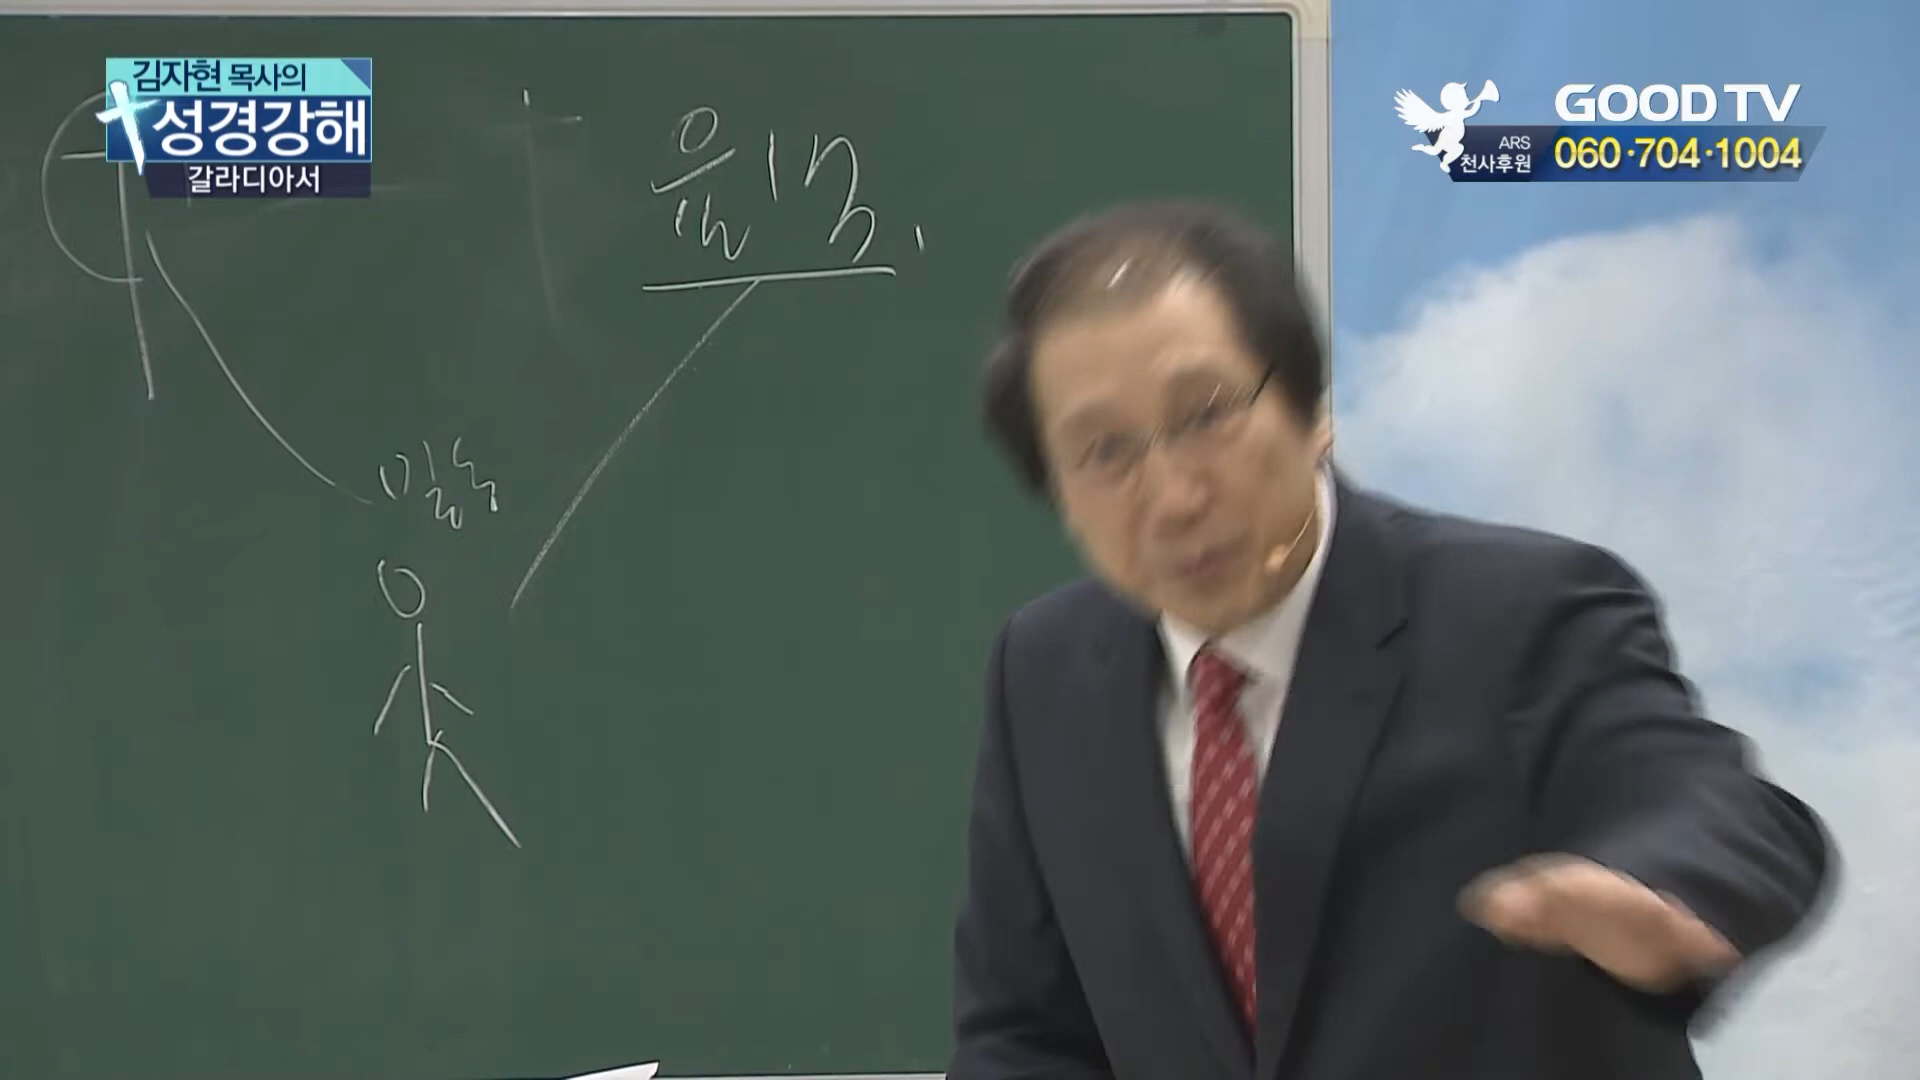 김자현 목사의
성경강해
갈라디아서
GOOD TV
ARS
천사후원
060·704·1004
율법
믿음